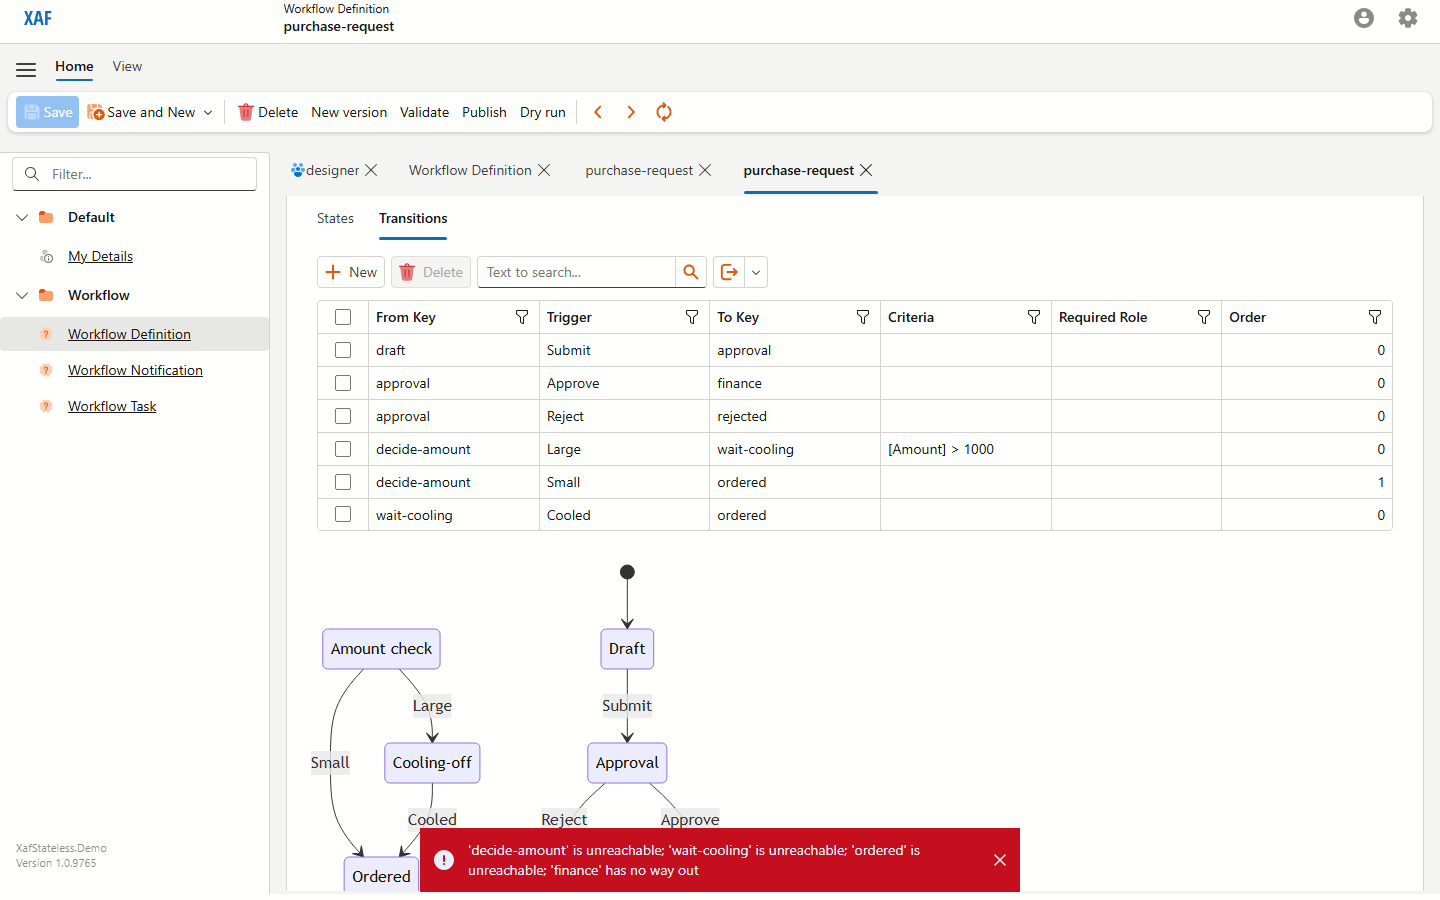 XAF
Workflow Definition
purchase-request
Home
View
Save
Save and New
Delete
New version
Validate
Publish
Dry run
Filter...
Default
My Details
Workflow
Workflow Definition
Workflow Notification
Workflow Task
XafStateless.Demo
Version 1.0.9765
designer
Workflow Definition
purchase-request
purchase-request
States
Transitions
New
Delete
Text to search...
From Key Trigger To Key Criteria Required Role Order
draft Submit approval 0
approval Approve finance 0
approval Reject rejected 0
decide-amount Large wait-cooling [Amount] > 1000 0
decide-amount Small ordered 1
wait-cooling Cooled ordered 0
Amount check
Draft
Large
Submit
Small
Cooling-off
Approval
Cooled
Reject
Approve
Ordered
'decide-amount' is unreachable; 'wait-cooling' is unreachable; 'ordered' is
unreachable; 'finance' has no way out